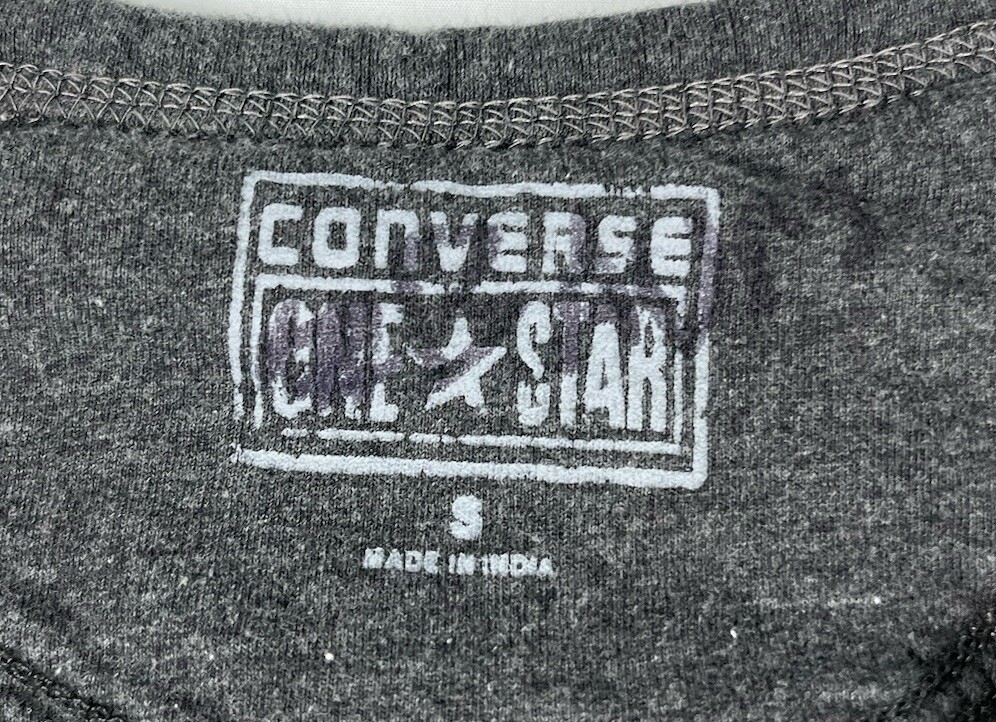 CONVERSE
ONE ★ STAR
S
MADE IN INDIA